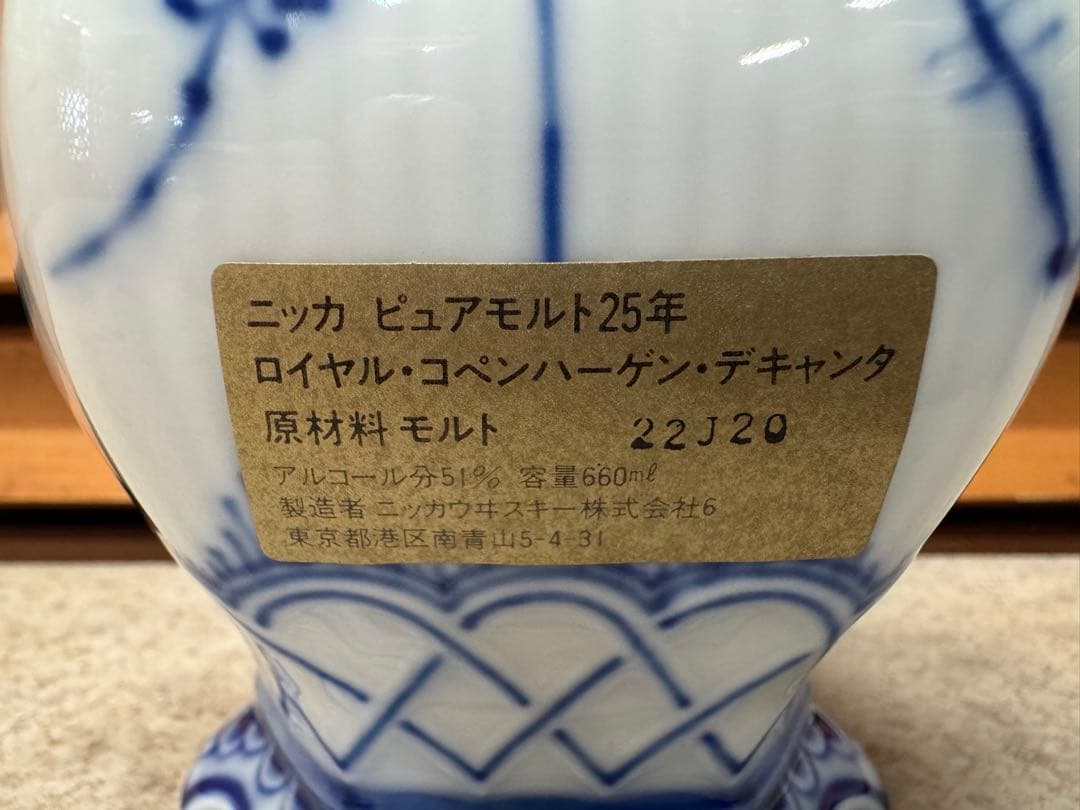 ニッカ ピュアモルト25年
ロイヤル・コペンハーゲン・デキャンタ
原材料 モルト 22J20
アルコール分51% 容量660ml
製造者 ニッカウヰスキー株式会社6
東京都港区南青山5-4-31